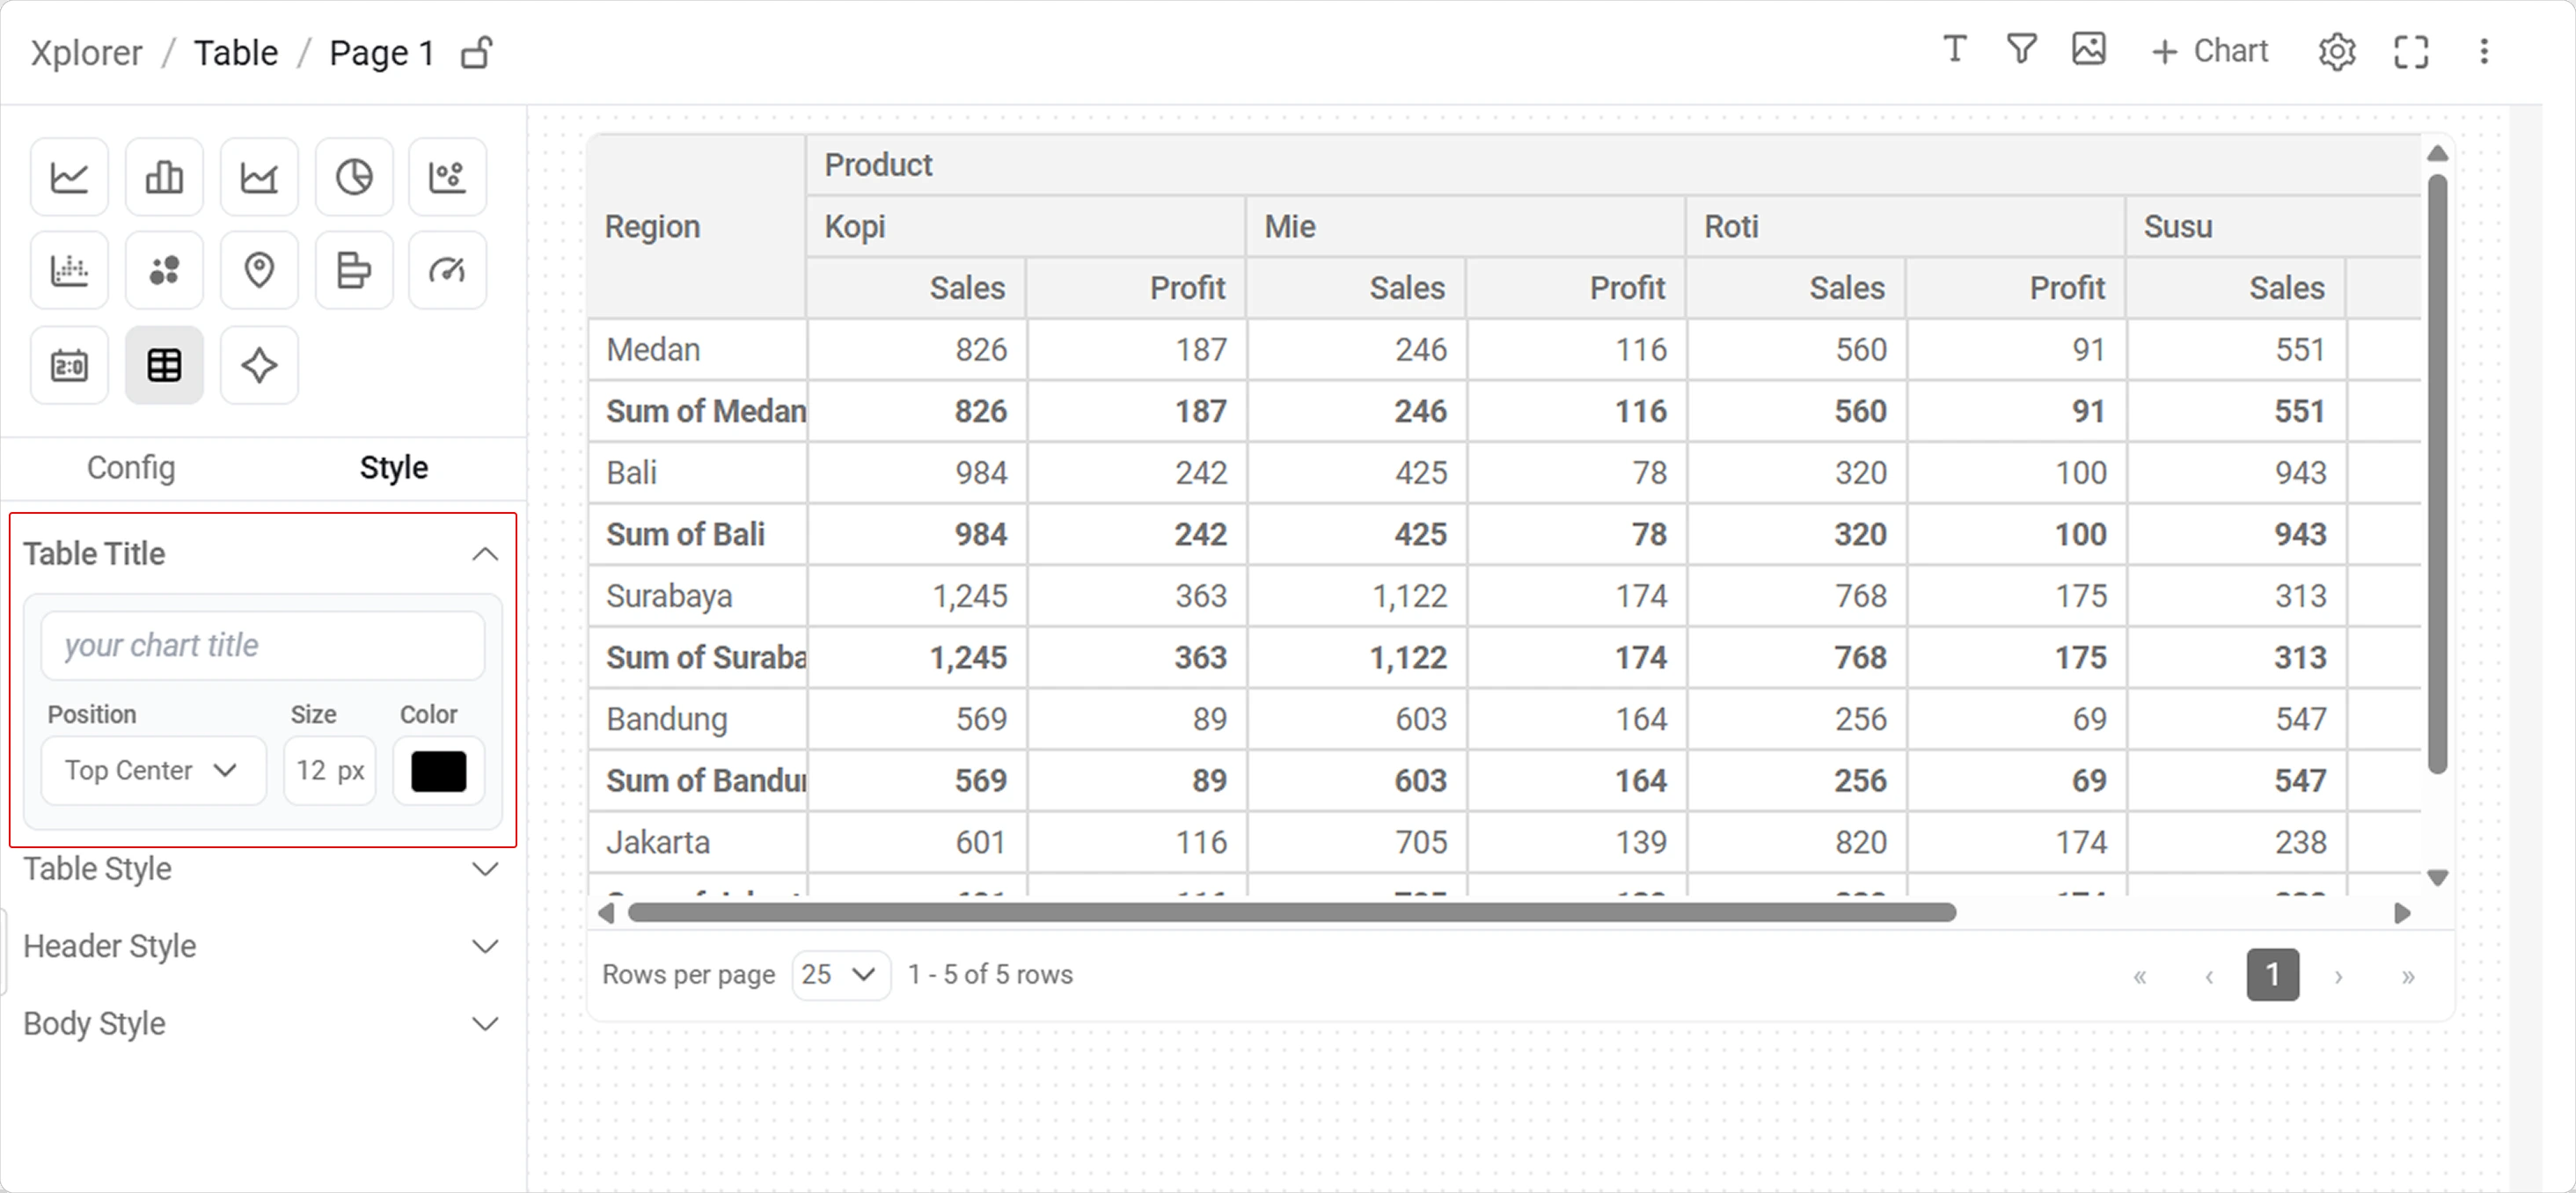 Xplorer / Table / Page 1
T + Chart
2:0
Config Style
Table Title
your chart title
Position Size Color
Top Center 12 px
Table Style
Header Style
Body Style
Region Product
Kopi Mie Roti Susu
Sales Profit Sales Profit Sales Profit Sales
Medan 826 187 246 116 560 91 551
Sum of Medan 826 187 246 116 560 91 551
Bali 984 242 425 78 320 100 943
Sum of Bali 984 242 425 78 320 100 943
Surabaya 1,245 363 1,122 174 768 175 313
Sum of Suraba 1,245 363 1,122 174 768 175 313
Bandung 569 89 603 164 256 69 547
Sum of Bandu 569 89 603 164 256 69 547
Jakarta 601 116 705 139 820 174 238
Rows per page 25 1 - 5 of 5 rows « ‹ 1 › »